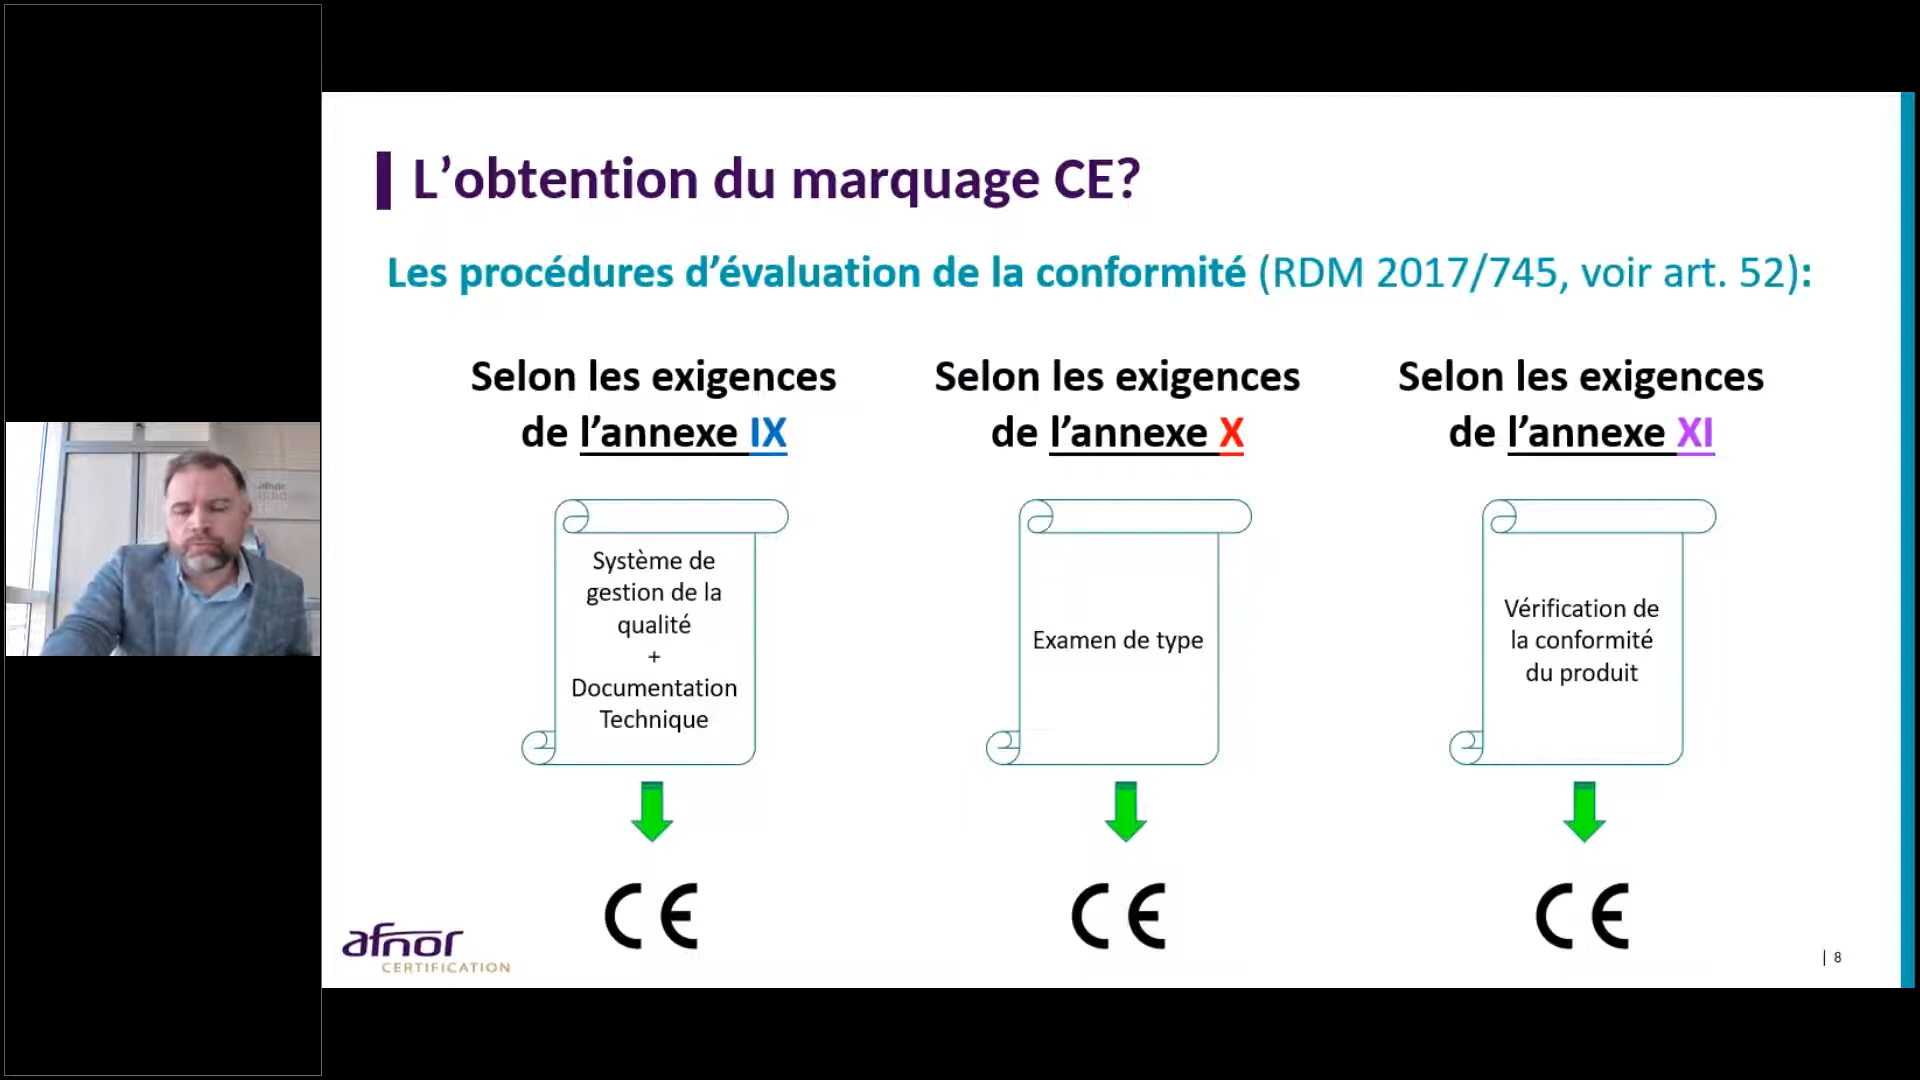 L’obtention du marquage CE?
Les procédures d’évaluation de la conformité (RDM 2017/745, voir art. 52):
Selon les exigences
de l’annexe IX
Système de
gestion de la
qualité
+
Documentation
Technique
CE
Selon les exigences
de l’annexe X
Examen de type
CE
Selon les exigences
de l’annexe XI
Vérification de
la conformité
du produit
CE
afnor
CERTIFICATION
| 8
afnor